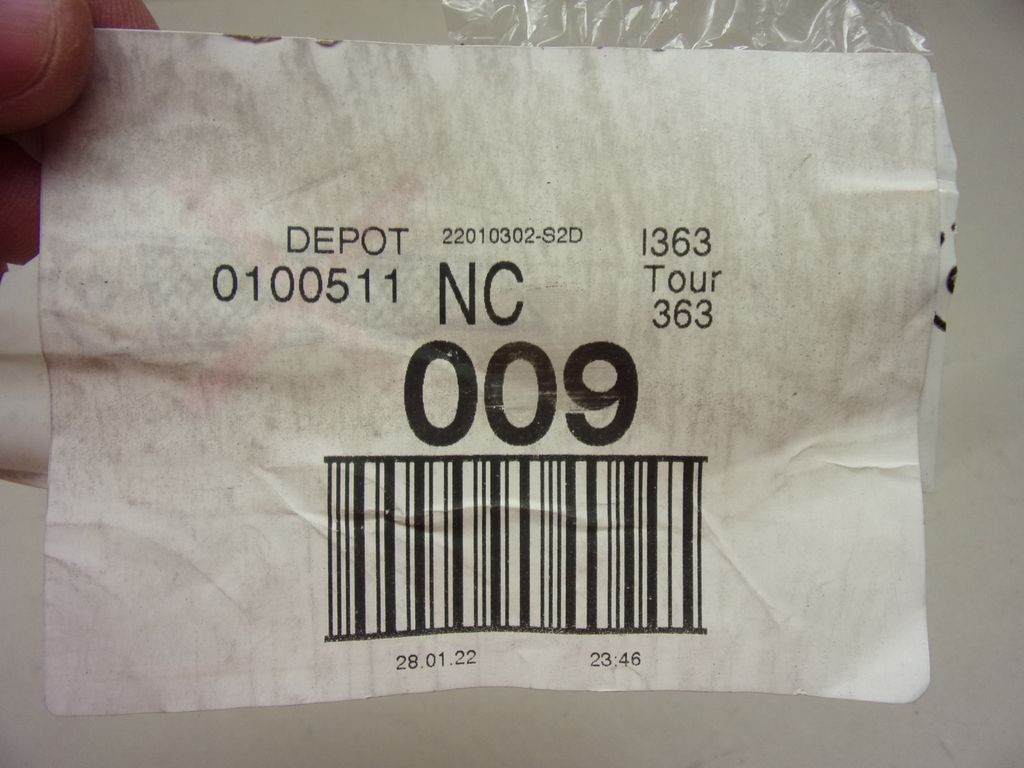 DEPOT 22010302-S2D I363
0100511 NC Tour
363
009
28.01.22 23:46